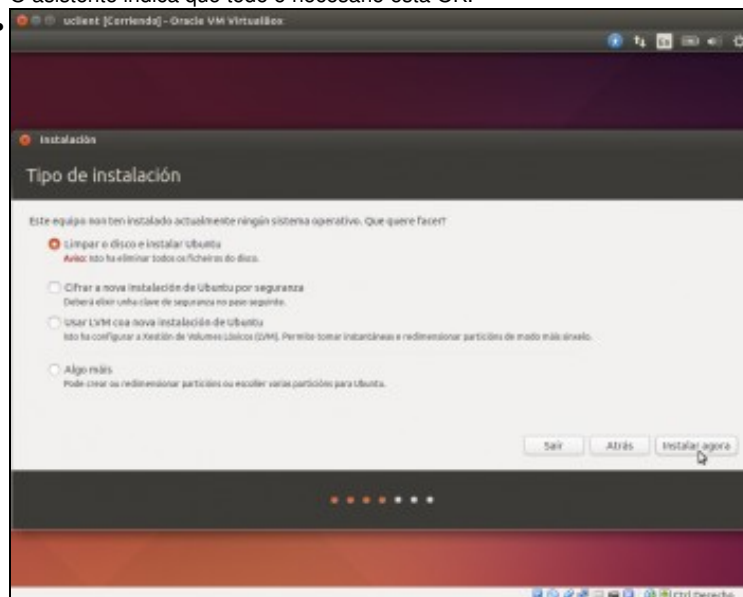 O asistente indica que todo o necesario está OK.
uclient [Corriendo] - Oracle VM VirtualBox
Es
Instalación
Tipo de instalación
Este equipo non ten instalado actualmente ningún sistema operativo. Que quere facer?
Limpar o disco e instalar Ubuntu
Aviso: Isto ha eliminar todos os ficheiros do disco.
Cifrar a nova instalación de Ubuntu por seguranza
Deberá elixir unha clave de seguranza no paso seguinte.
Usar LVM coa nova instalación de Ubuntu
Isto ha configurar a Xestión de Volumes Lóxicos (LVM). Permite tomar instantáneas e redimensionar particións de modo máis sinxelo.
Algo máis
Pode crear ou redimensionar particións ou escoller varias particións para Ubuntu.
Sair
Atrás
Instalar agora
Ctrl Derecho